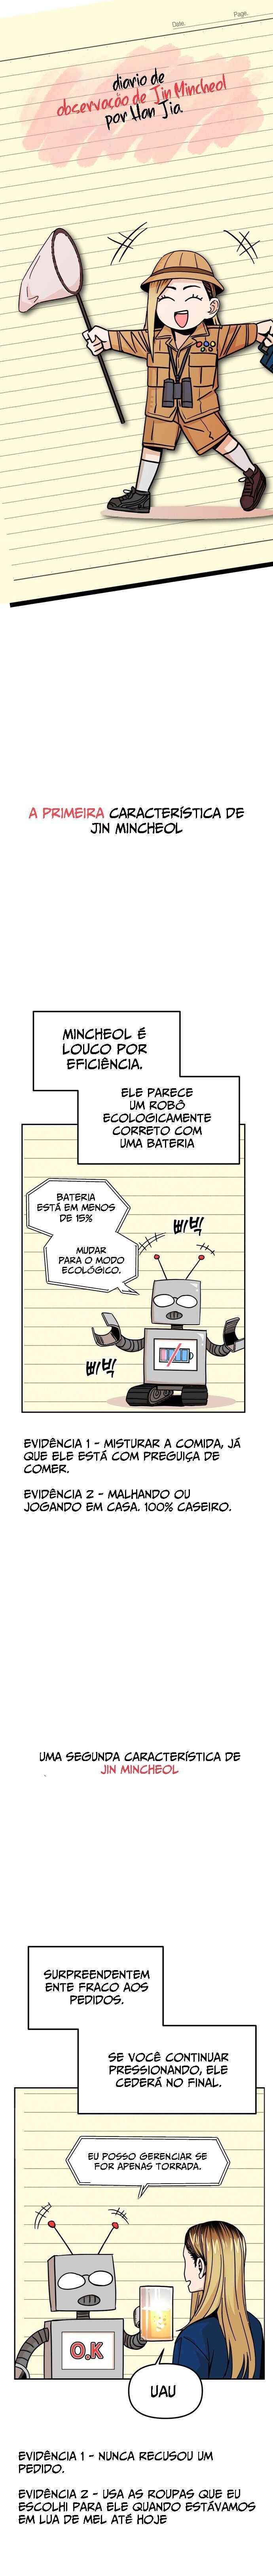 Date.
Page.
diario de
observação de Jin Mincheol
por Han Jia.
A PRIMEIRA CARACTERÍSTICA DE
JIN MINCHEOL
MINCHEOL É
LOUCO POR
EFICIÊNCIA.
ELE PARECE
UM ROBÔ
ECOLOGICAMENTE
CORRETO COM
UMA BATERIA
BATERIA
ESTÁ EM MENOS
DE 15%
MUDAR
PARA O MODO
ECOLÓGICO.
삐빅
삐빅
EVIDÊNCIA 1 - MISTURAR A COMIDA, JÁ
QUE ELE ESTÁ COM PREGUIÇA DE
COMER.
EVIDÊNCIA 2 - MALHANDO OU
JOGANDO EM CASA. 100% CASEIRO.
UMA SEGUNDA CARACTERÍSTICA DE
JIN MINCHEOL
SURPREENDENTEM
ENTE FRACO AOS
PEDIDOS.
SE VOCÊ CONTINUAR
PRESSIONANDO, ELE
CEDERÁ NO FINAL.
EU POSSO GERENCIAR SE
FOR APENAS TORRADA.
O.K
UAU
EVIDÊNCIA 1 - NUNCA RECUSOU UM
PEDIDO.
EVIDÊNCIA 2 - USA AS ROUPAS QUE EU
ESCOLHI PARA ELE QUANDO ESTÁVAMOS
EM LUA DE MEL ATÉ HOJE